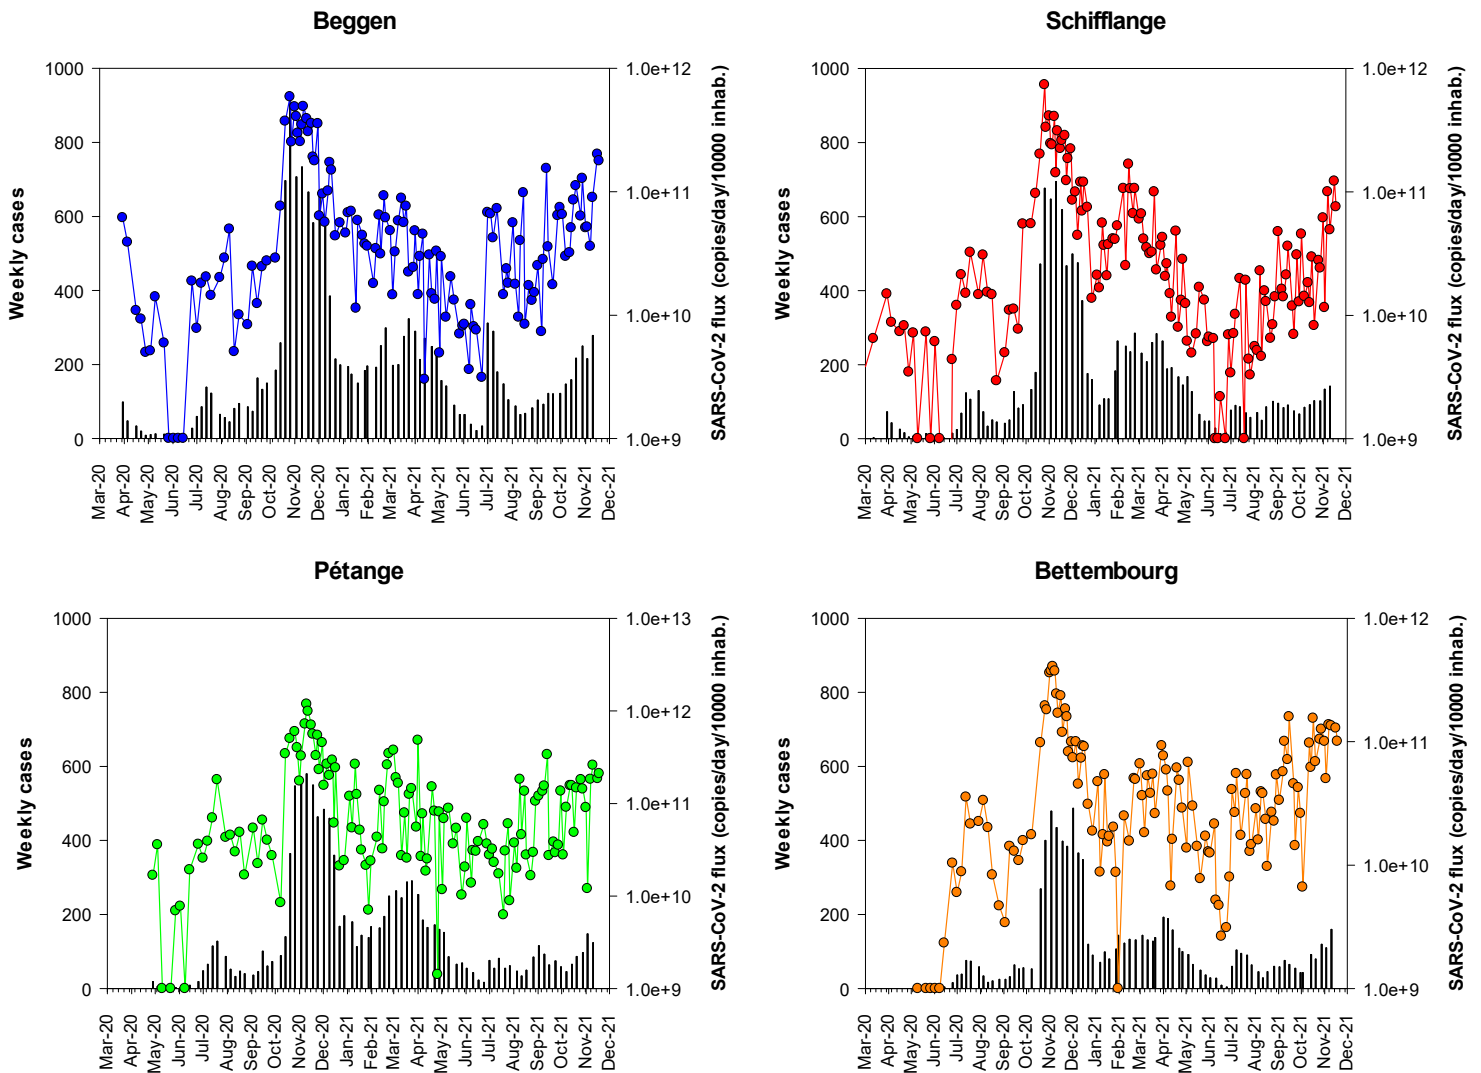 Beggen
Weekly cases
1000
800
600
400
200
0
1.0e+12
1.0e+11
1.0e+10
1.0e+9
SARS-CoV-2 flux (copies/day/10000 inhab.)
Mar-20
Apr-20
May-20
Jun-20
Jul-20
Aug-20
Sep-20
Oct-20
Nov-20
Dec-20
Jan-21
Feb-21
Mar-21
Apr-21
May-21
Jun-21
Jul-21
Aug-21
Sep-21
Oct-21
Nov-21
Dec-21
Schifflange
Weekly cases
1000
800
600
400
200
0
1.0e+12
1.0e+11
1.0e+10
1.0e+9
SARS-CoV-2 flux (copies/day/10000 inhab.)
Mar-20
Apr-20
May-20
Jun-20
Jul-20
Aug-20
Sep-20
Oct-20
Nov-20
Dec-20
Jan-21
Feb-21
Mar-21
Apr-21
May-21
Jun-21
Jul-21
Aug-21
Sep-21
Oct-21
Nov-21
Dec-21
Pétange
Weekly cases
1000
800
600
400
200
0
1.0e+13
1.0e+12
1.0e+11
1.0e+10
1.0e+9
SARS-CoV-2 flux (copies/day/10000 inhab.)
Mar-20
Apr-20
May-20
Jun-20
Jul-20
Aug-20
Sep-20
Oct-20
Nov-20
Dec-20
Jan-21
Feb-21
Mar-21
Apr-21
May-21
Jun-21
Jul-21
Aug-21
Sep-21
Oct-21
Nov-21
Dec-21
Bettembourg
Weekly cases
1000
800
600
400
200
0
1.0e+12
1.0e+11
1.0e+10
1.0e+9
SARS-CoV-2 flux (copies/day/10000 inhab.)
Mar-20
Apr-20
May-20
Jun-20
Jul-20
Aug-20
Sep-20
Oct-20
Nov-20
Dec-20
Jan-21
Feb-21
Mar-21
Apr-21
May-21
Jun-21
Jul-21
Aug-21
Sep-21
Oct-21
Nov-21
Dec-21